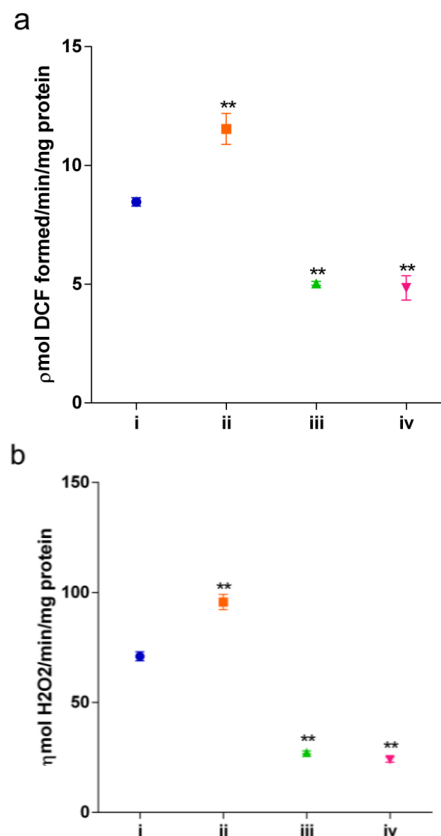 a
ρmol DCF formed/min/mg protein
15
10
5
0
**
**
**
i ii iii iv
b
ηmol H2O2/min/mg protein
150
100
50
0
**
**
**
i ii iii iv